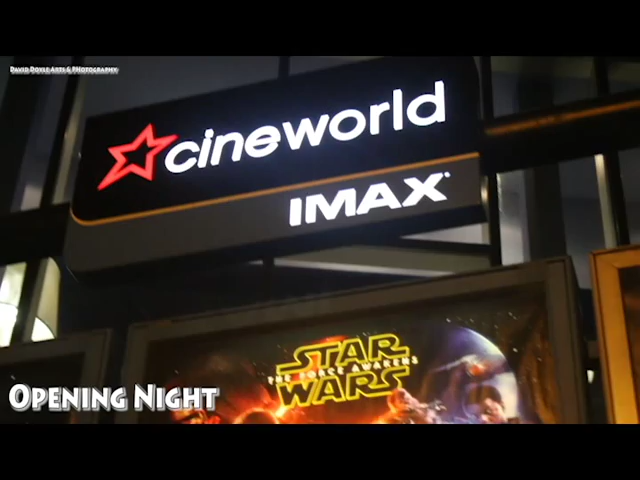 David Doyle Arts & Photography
cineworld
IMAX
STAR
THE FORCE AWAKENS
WARS
Opening Night